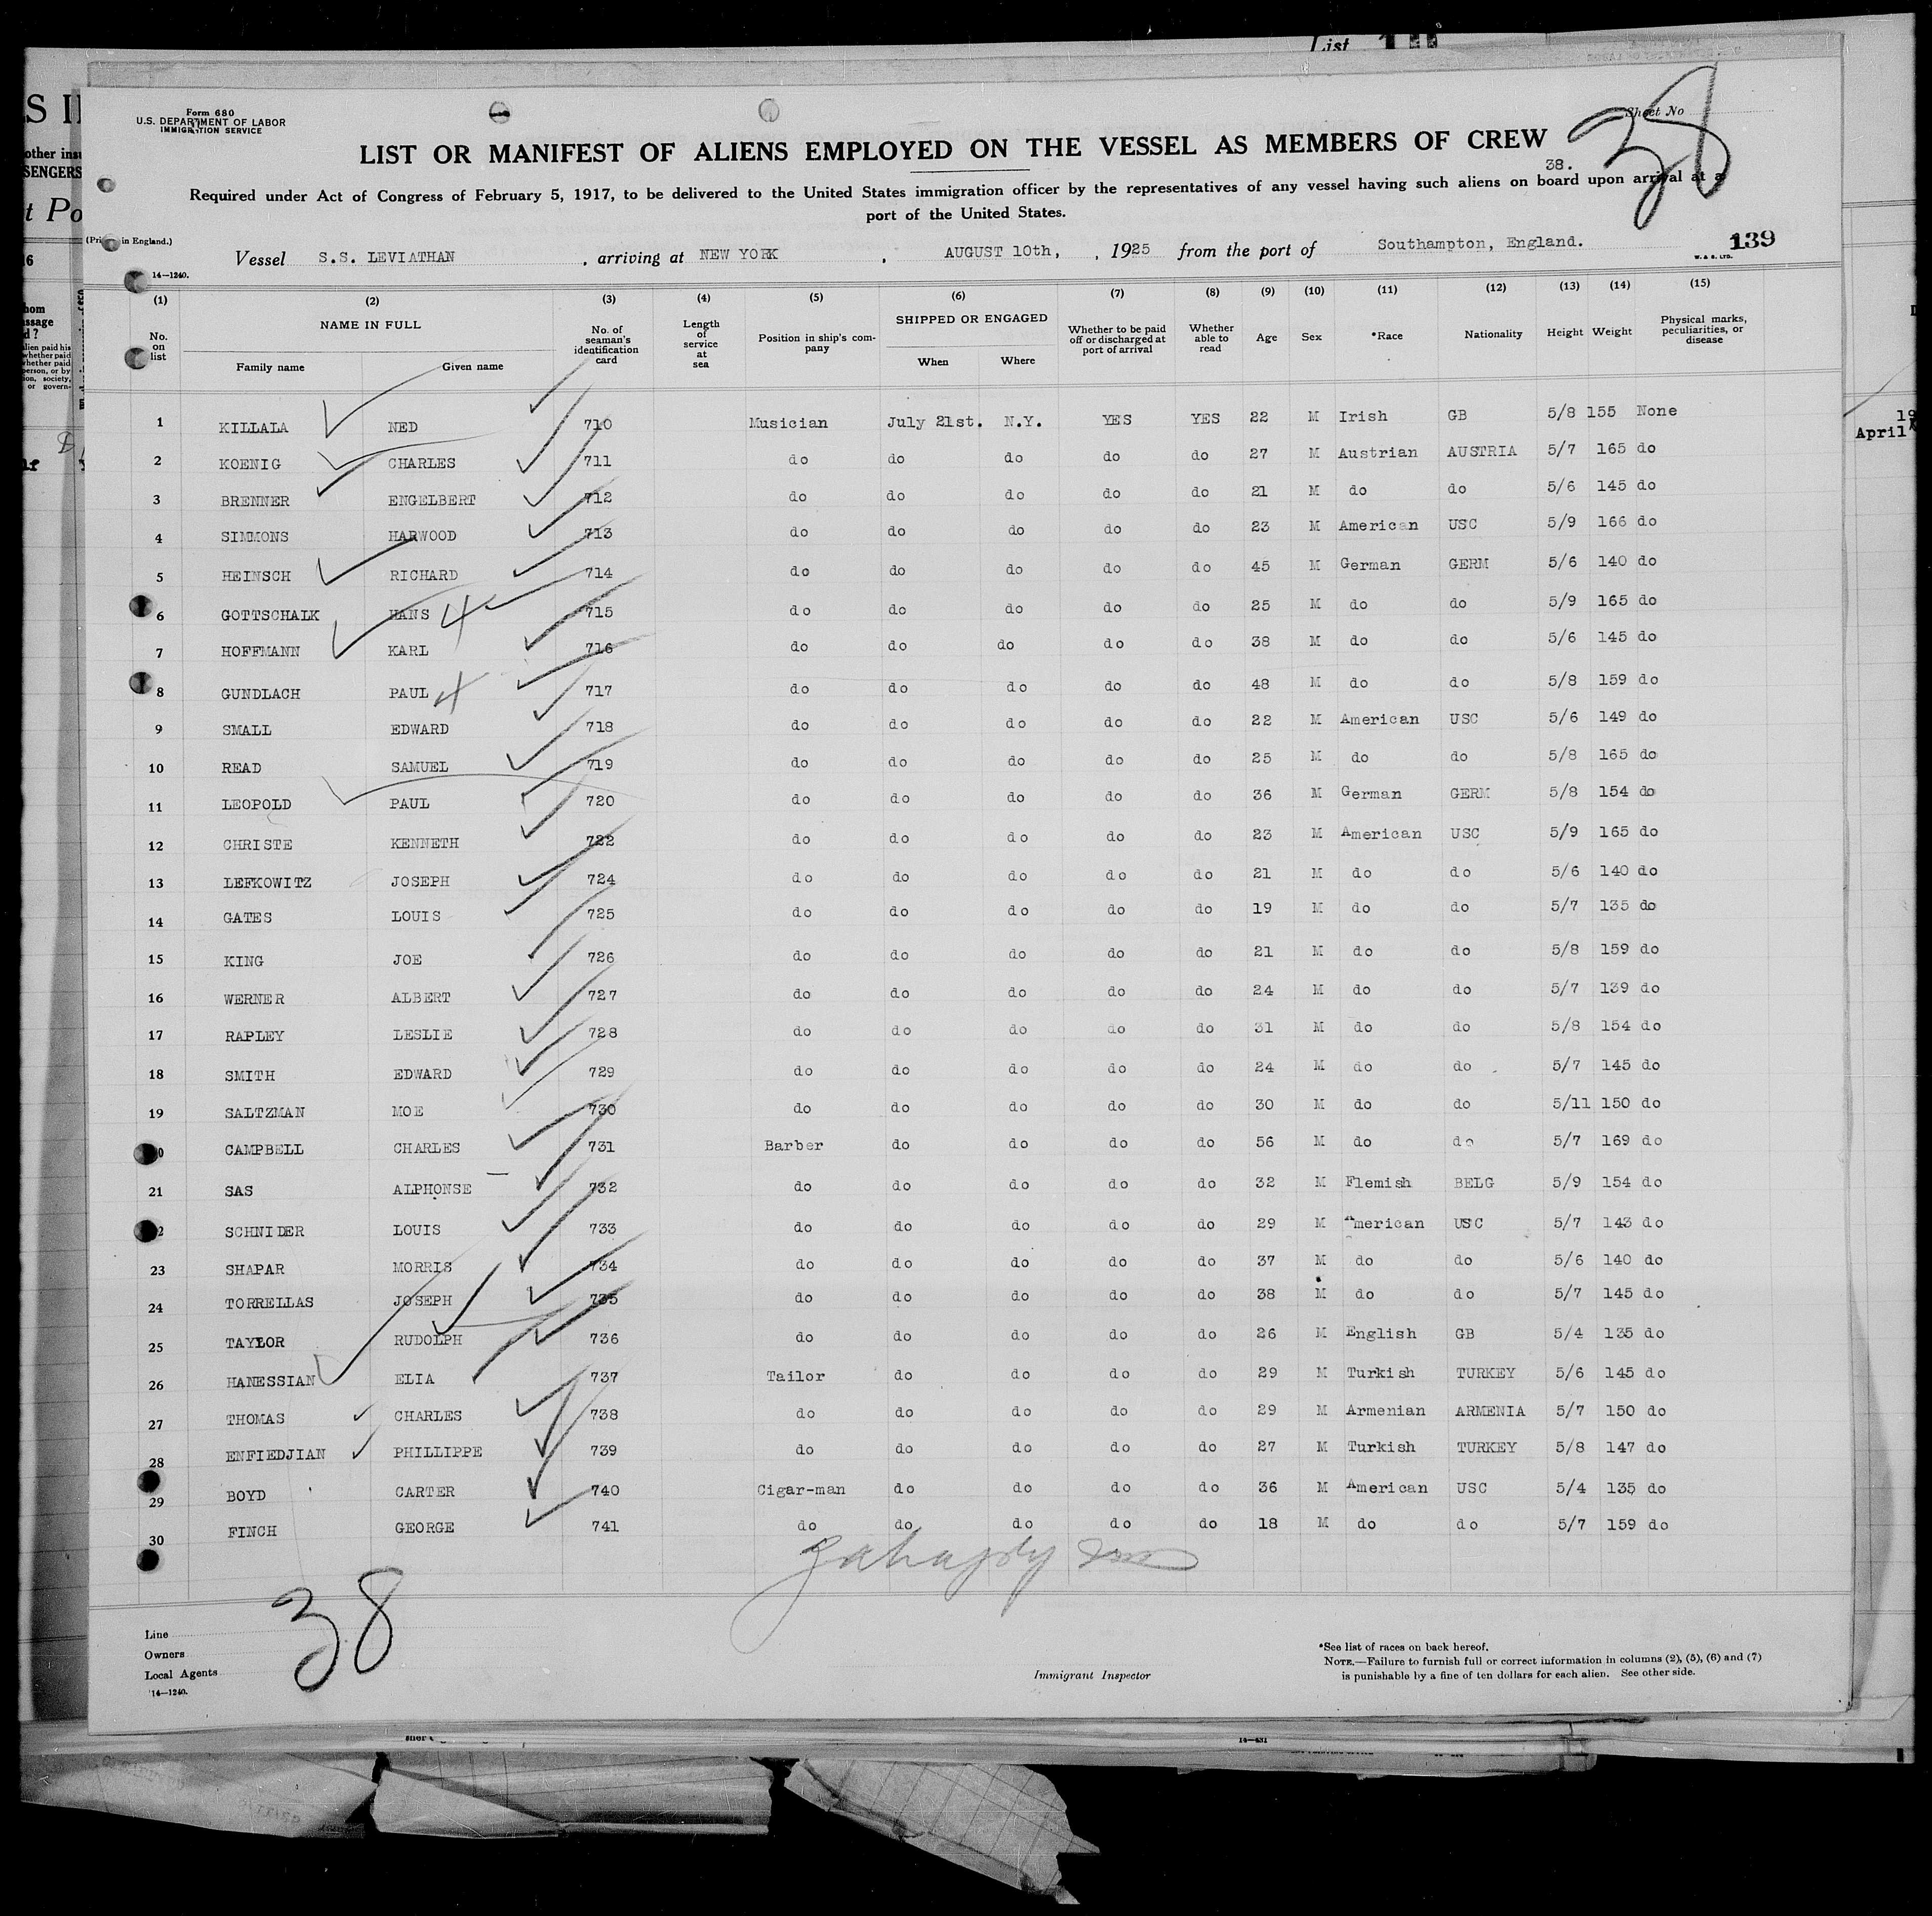 List
Form 680
U.S. DEPARTMENT OF LABOR
IMMIGRATION SERVICE
Sheet No
38
LIST OR MANIFEST OF ALIENS EMPLOYED ON THE VESSEL AS MEMBERS OF CREW
38.
Required under Act of Congress of February 5, 1917, to be delivered to the United States immigration officer by the representatives of any vessel having such aliens on board upon arrival at a
port of the United States.
in England.)
Vessel S.S. LEVIATHAN , arriving at NEW YORK , AUGUST 10th, , 1925 from the port of Southampton, England. 139
W. & S. LTD.
14—1240.
(1) (2) (3) (4) (5) (6) (7) (8) (9) (10) (11) (12) (13) (14) (15)
No. on list NAME IN FULL Family name Given name No. of seaman's identification card Length of service at sea Position in ship's company SHIPPED OR ENGAGED When Where Whether to be paid off or discharged at port of arrival Whether able to read Age Sex *Race Nationality Height Weight Physical marks, peculiarities, or disease
1 KILLALA NED 710 Musician July 21st. N.Y. YES YES 22 M Irish GB 5/8 155 None
2 KOENIG CHARLES 711 do do do do do 27 M Austrian AUSTRIA 5/7 165 do
3 BRENNER ENGELBERT 712 do do do do do 21 M do do 5/6 145 do
4 SIMMONS HARWOOD 713 do do do do do 23 M American USC 5/9 166 do
5 HEINSCH RICHARD 714 do do do do do 45 M German GERM 5/6 140 do
6 GOTTSCHALK HANS 715 do do do do do 25 M do do 5/9 165 do
7 HOFFMANN KARL 716 do do do do do 38 M do do 5/6 145 do
8 GUNDLACH PAUL 717 do do do do do 48 M do do 5/8 159 do
9 SMALL EDWARD 718 do do do do do 22 M American USC 5/6 149 do
10 READ SAMUEL 719 do do do do do 25 M do do 5/8 165 do
11 LEOPOLD PAUL 720 do do do do do 36 M German GERM 5/8 154 do
12 CHRISTE KENNETH 722 do do do do do 23 M American USC 5/9 165 do
13 LEFKOWITZ JOSEPH 724 do do do do do 21 M do do 5/6 140 do
14 GATES LOUIS 725 do do do do do 19 M do do 5/7 135 do
15 KING JOE 726 do do do do do 21 M do do 5/8 159 do
16 WERNER ALBERT 727 do do do do do 24 M do do 5/7 139 do
17 RAPLEY LESLIE 728 do do do do do 31 M do do 5/8 154 do
18 SMITH EDWARD 729 do do do do do 24 M do do 5/7 145 do
19 SALTZMAN MOE 730 do do do do do 30 M do do 5/11 150 do
0 CAMPBELL CHARLES 731 Barber do do do do 56 M do do 5/7 169 do
21 SAS ALPHONSE 732 do do do do do 32 M Flemish BELG 5/9 154 do
2 SCHNIDER LOUIS 733 do do do do do 29 M American USC 5/7 143 do
23 SHAPAR MORRIS 734 do do do do do 37 M do do 5/6 140 do
24 TORRELLAS JOSEPH 735 do do do do do 38 M do do 5/7 145 do
25 TAYLOR RUDOLPH 736 do do do do do 26 M English GB 5/4 135 do
26 HANESSIAN ELIA 737 Tailor do do do do 29 M Turkish TURKEY 5/6 145 do
27 THOMAS CHARLES 738 do do do do do 29 M Armenian ARMENIA 5/7 150 do
28 ENFIEDJIAN PHILLIPPE 739 do do do do do 27 M Turkish TURKEY 5/8 147 do
29 BOYD CARTER 740 Cigar-man do do do do 36 M American USC 5/4 135 do
30 FINCH GEORGE 741 do do do do do 18 M do do 5/7 159 do
38
Line
Owners
Local Agents
14—1240.
Immigrant Inspector
*See list of races on back hereof.
NOTE.—Failure to furnish full or correct information in columns (2), (5), (6) and (7)
is punishable by a fine of ten dollars for each alien. See other side.
14—431
April